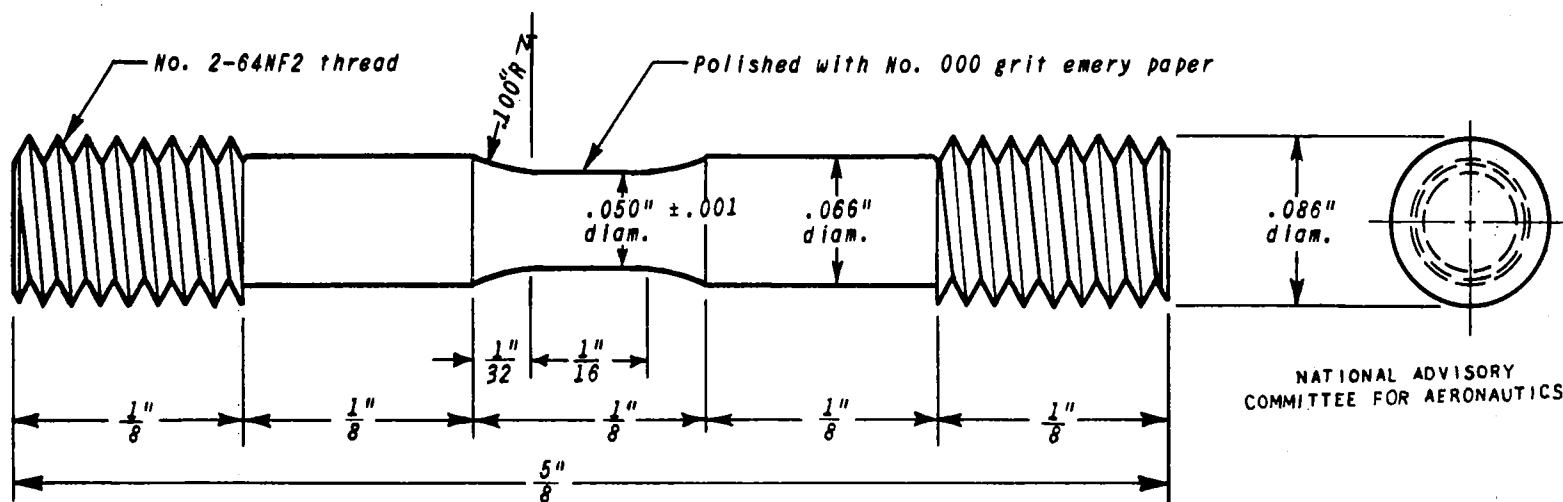 No. 2-64NF2 thread
.100"R
Polished with No. 000 grit emery paper
.050" ±.001
diam.
.066"
diam.
.086"
diam.
1"
32
1"
16
NATIONAL ADVISORY
COMMITTEE FOR AERONAUTICS
1"
8
1"
8
1"
8
1"
8
1"
8
5"
8